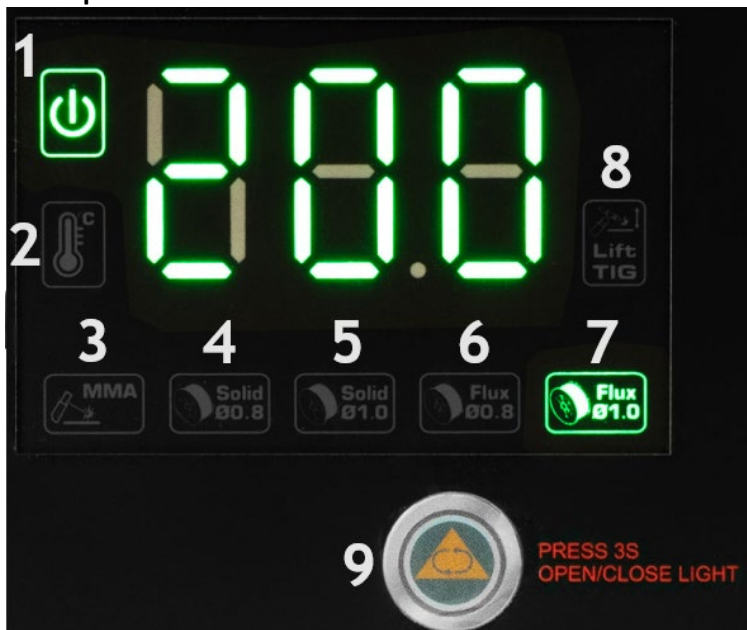 1
200
8
°C
2
Lift
TIG
3
4
5
6
7
MMA
Solid
Ø0.8
Solid
Ø1.0
Flux
Ø0.8
Flux
Ø1.0
9
PRESS 3S
OPEN/CLOSE LIGHT